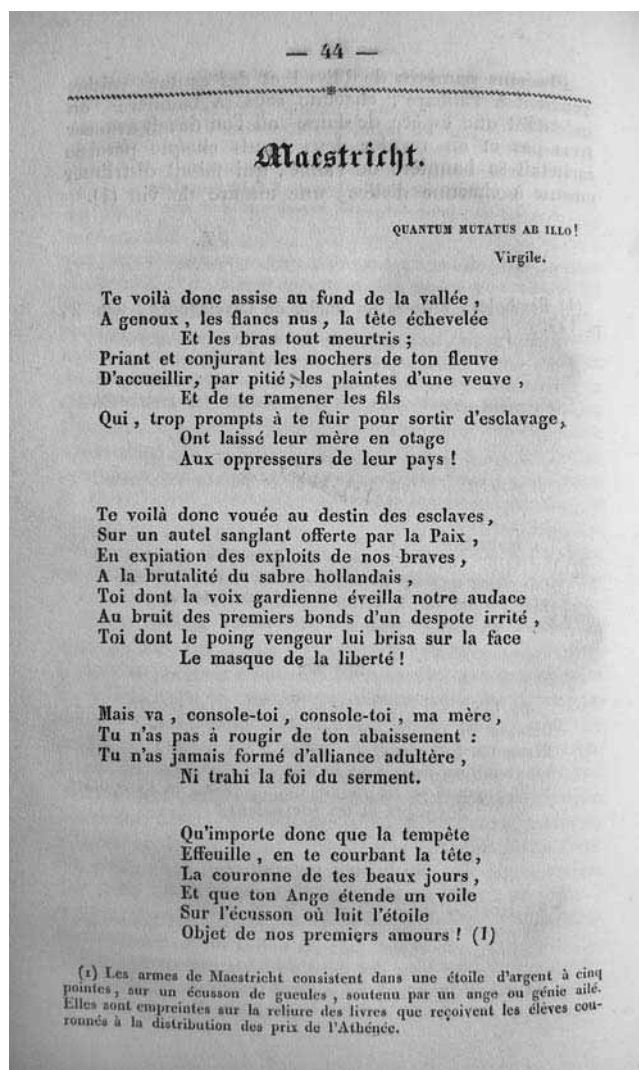 — 44 —
Maestricht.
QUANTUM MUTATUS AB ILLO!
Virgile.
Te voilà donc assise au fond de la vallée ,
A genoux , les flancs nus , la tête échevelée
Et les bras tout meurtris ;
Priant et conjurant les nochers de ton fleuve
D'accueillir, par pitié , les plaintes d'une veuve ,
Et de te ramener les fils
Qui , trop prompts à te fuir pour sortir d'esclavage,
Ont laissé leur mère en otage
Aux oppresseurs de leur pays !
Te voilà donc vouée au destin des esclaves ,
Sur un autel sanglant offerte par la Paix ,
En expiation des exploits de nos braves ,
A la brutalité du sabre hollandais ,
Toi dont la voix gardienne éveilla notre audace
Au bruit des premiers bonds d'un despote irrité ,
Toi dont le poing vengeur lui brisa sur la face
Le masque de la liberté !
Mais va , console-toi , console-toi , ma mère ,
Tu n'as pas à rougir de ton abaissement :
Tu n'as jamais formé d'alliance adultère ,
Ni trahi la foi du serment.
Qu'importe donc que la tempête
Effeuille , en te courbant la tête ,
La couronne de tes beaux jours ,
Et que ton Ange étende un voile
Sur l'écusson où luit l'étoile
Objet de nos premiers amours ! (1)
(1) Les armes de Maestricht consistent dans une étoile d'argent à cinq
pointes , sur un écusson de gueules , soutenu par un ange ou génie ailé.
Elles sont empreintes sur la reliure des livres que reçoivent les élèves cou-
ronnés à la distribution des prix de l'Athénée.